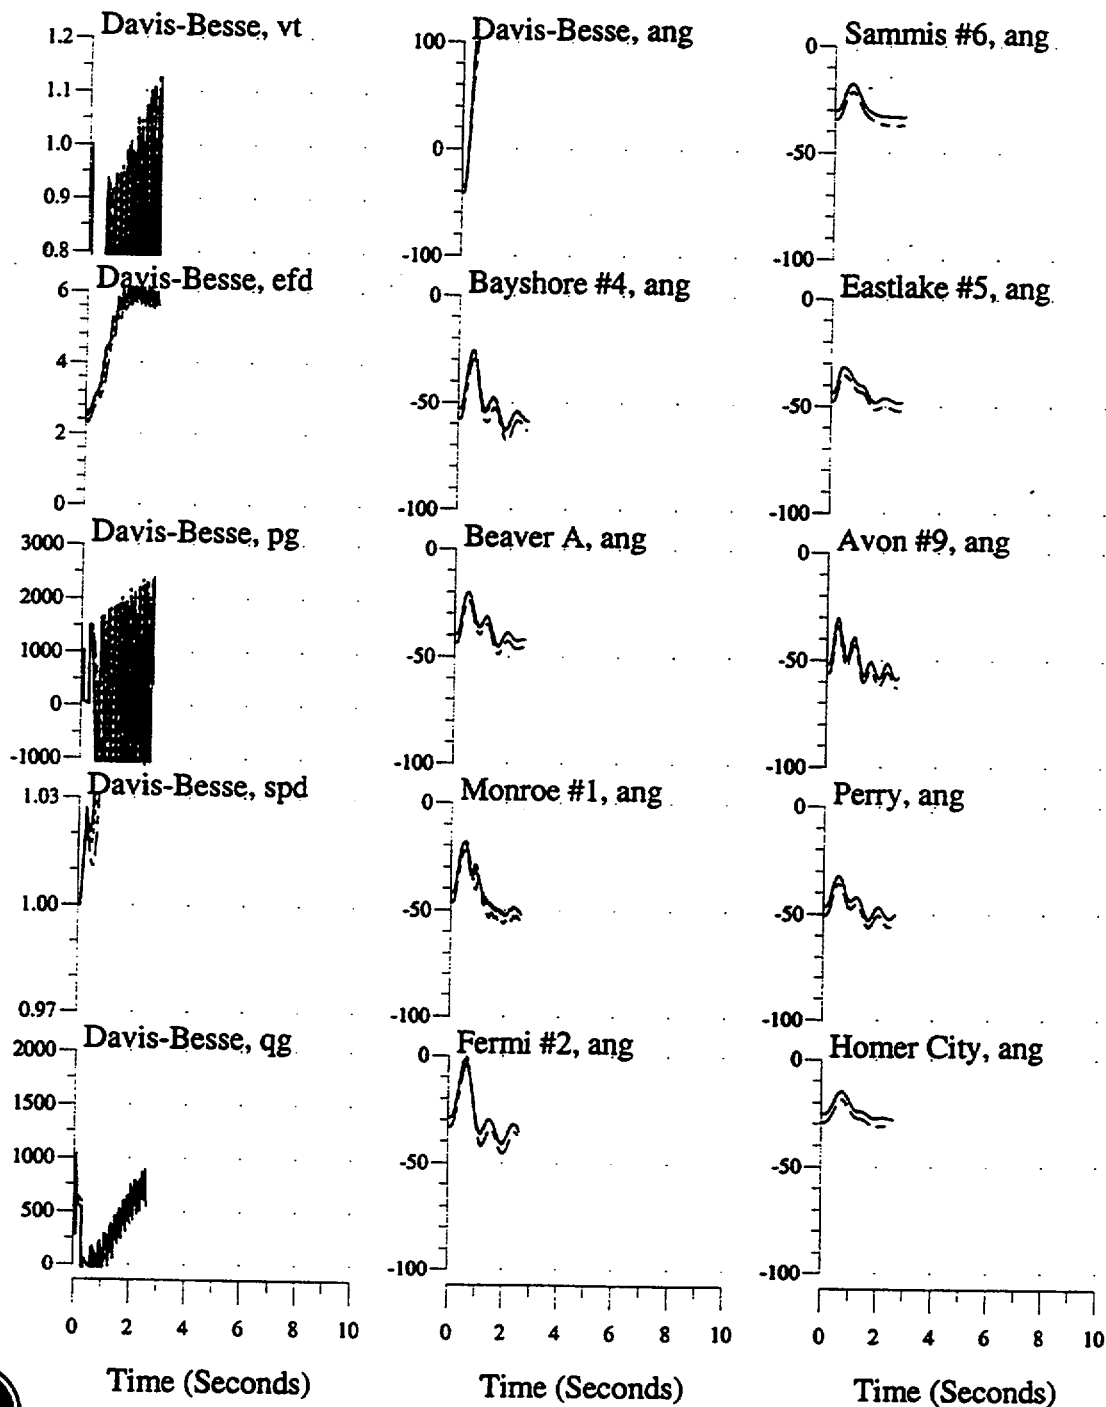 Davis-Besse, vt
1.2
1.1
1.0
0.9
0.8
Davis-Besse, efd
6
4
2
0
Davis-Besse, pg
3000
2000
1000
0
-1000
Davis-Besse, spd
1.03
1.00
0.97
Davis-Besse, qg
2000
1500
1000
500
0
0 2 4 6 8 10
Time (Seconds)
Davis-Besse, ang
100
0
-100
Bayshore #4, ang
0
-50
-100
Beaver A, ang
0
-50
-100
Monroe #1, ang
0
-50
-100
Fermi #2, ang
0
-50
-100
0 2 4 6 8 10
Time (Seconds)
Sammis #6, ang
0
-50
-100
Eastlake #5, ang
0
-50
-100
Avon #9, ang
0
-50
-100
Perry, ang
0
-50
-100
Homer City, ang
0
-50
-100
0 2 4 6 8 10
Time (Seconds)